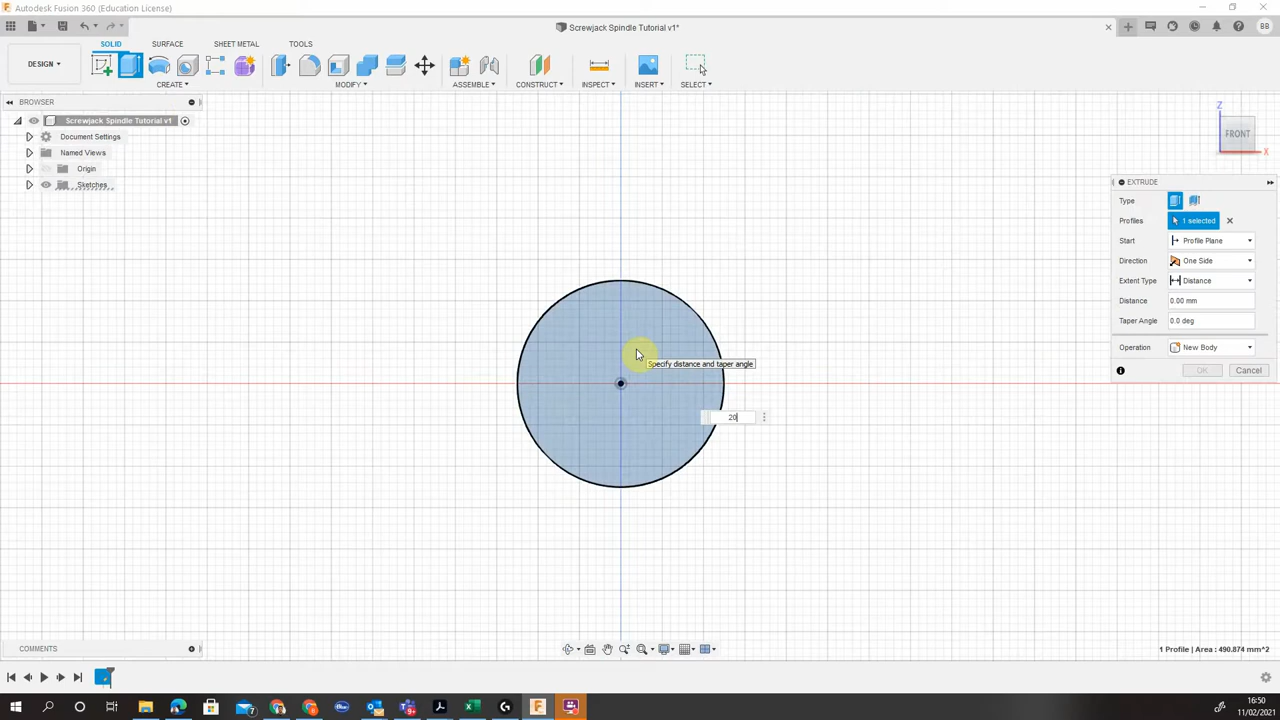 Autodesk Fusion 360 (Education License)
Screwjack Spindle Tutorial v1*
BB
DESIGN
SOLID
SURFACE
SHEET METAL
TOOLS
CREATE
MODIFY
ASSEMBLE
CONSTRUCT
INSPECT
INSERT
SELECT
BROWSER
Screwjack Spindle Tutorial v1
Document Settings
Named Views
Origin
Sketches
Z
FRONT
X
EXTRUDE
Type
Profiles 1 selected
Start Profile Plane
Direction One Side
Extent Type Distance
Distance 0.00 mm
Taper Angle 0.0 deg
Operation New Body
OK Cancel
Specify distance and taper angle
20
COMMENTS
1 Profile | Area : 490.874 mm^2
16:50
11/02/2021